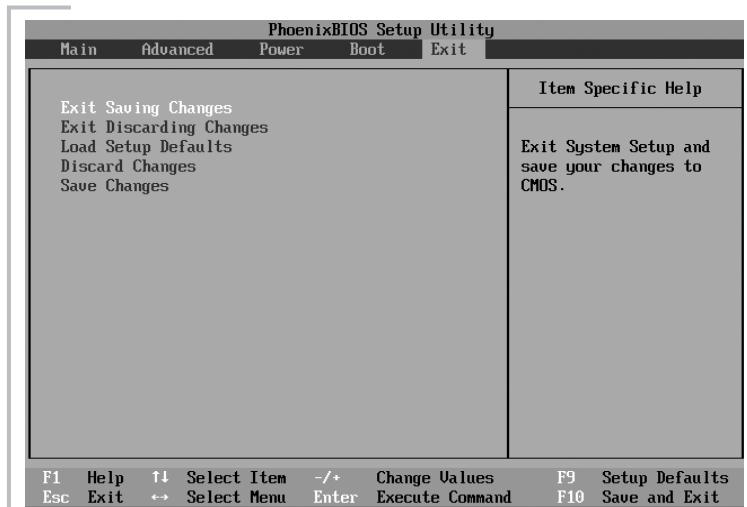 PhoenixBIOS Setup Utility
Main Advanced Power Boot Exit
Item Specific Help
Exit Saving Changes
Exit Discarding Changes
Load Setup Defaults
Discard Changes
Save Changes
Exit System Setup and
save your changes to
CMOS.
F1 Help ↑↓ Select Item -/+ Change Values F9 Setup Defaults
Esc Exit ↔ Select Menu Enter Execute Command F10 Save and Exit